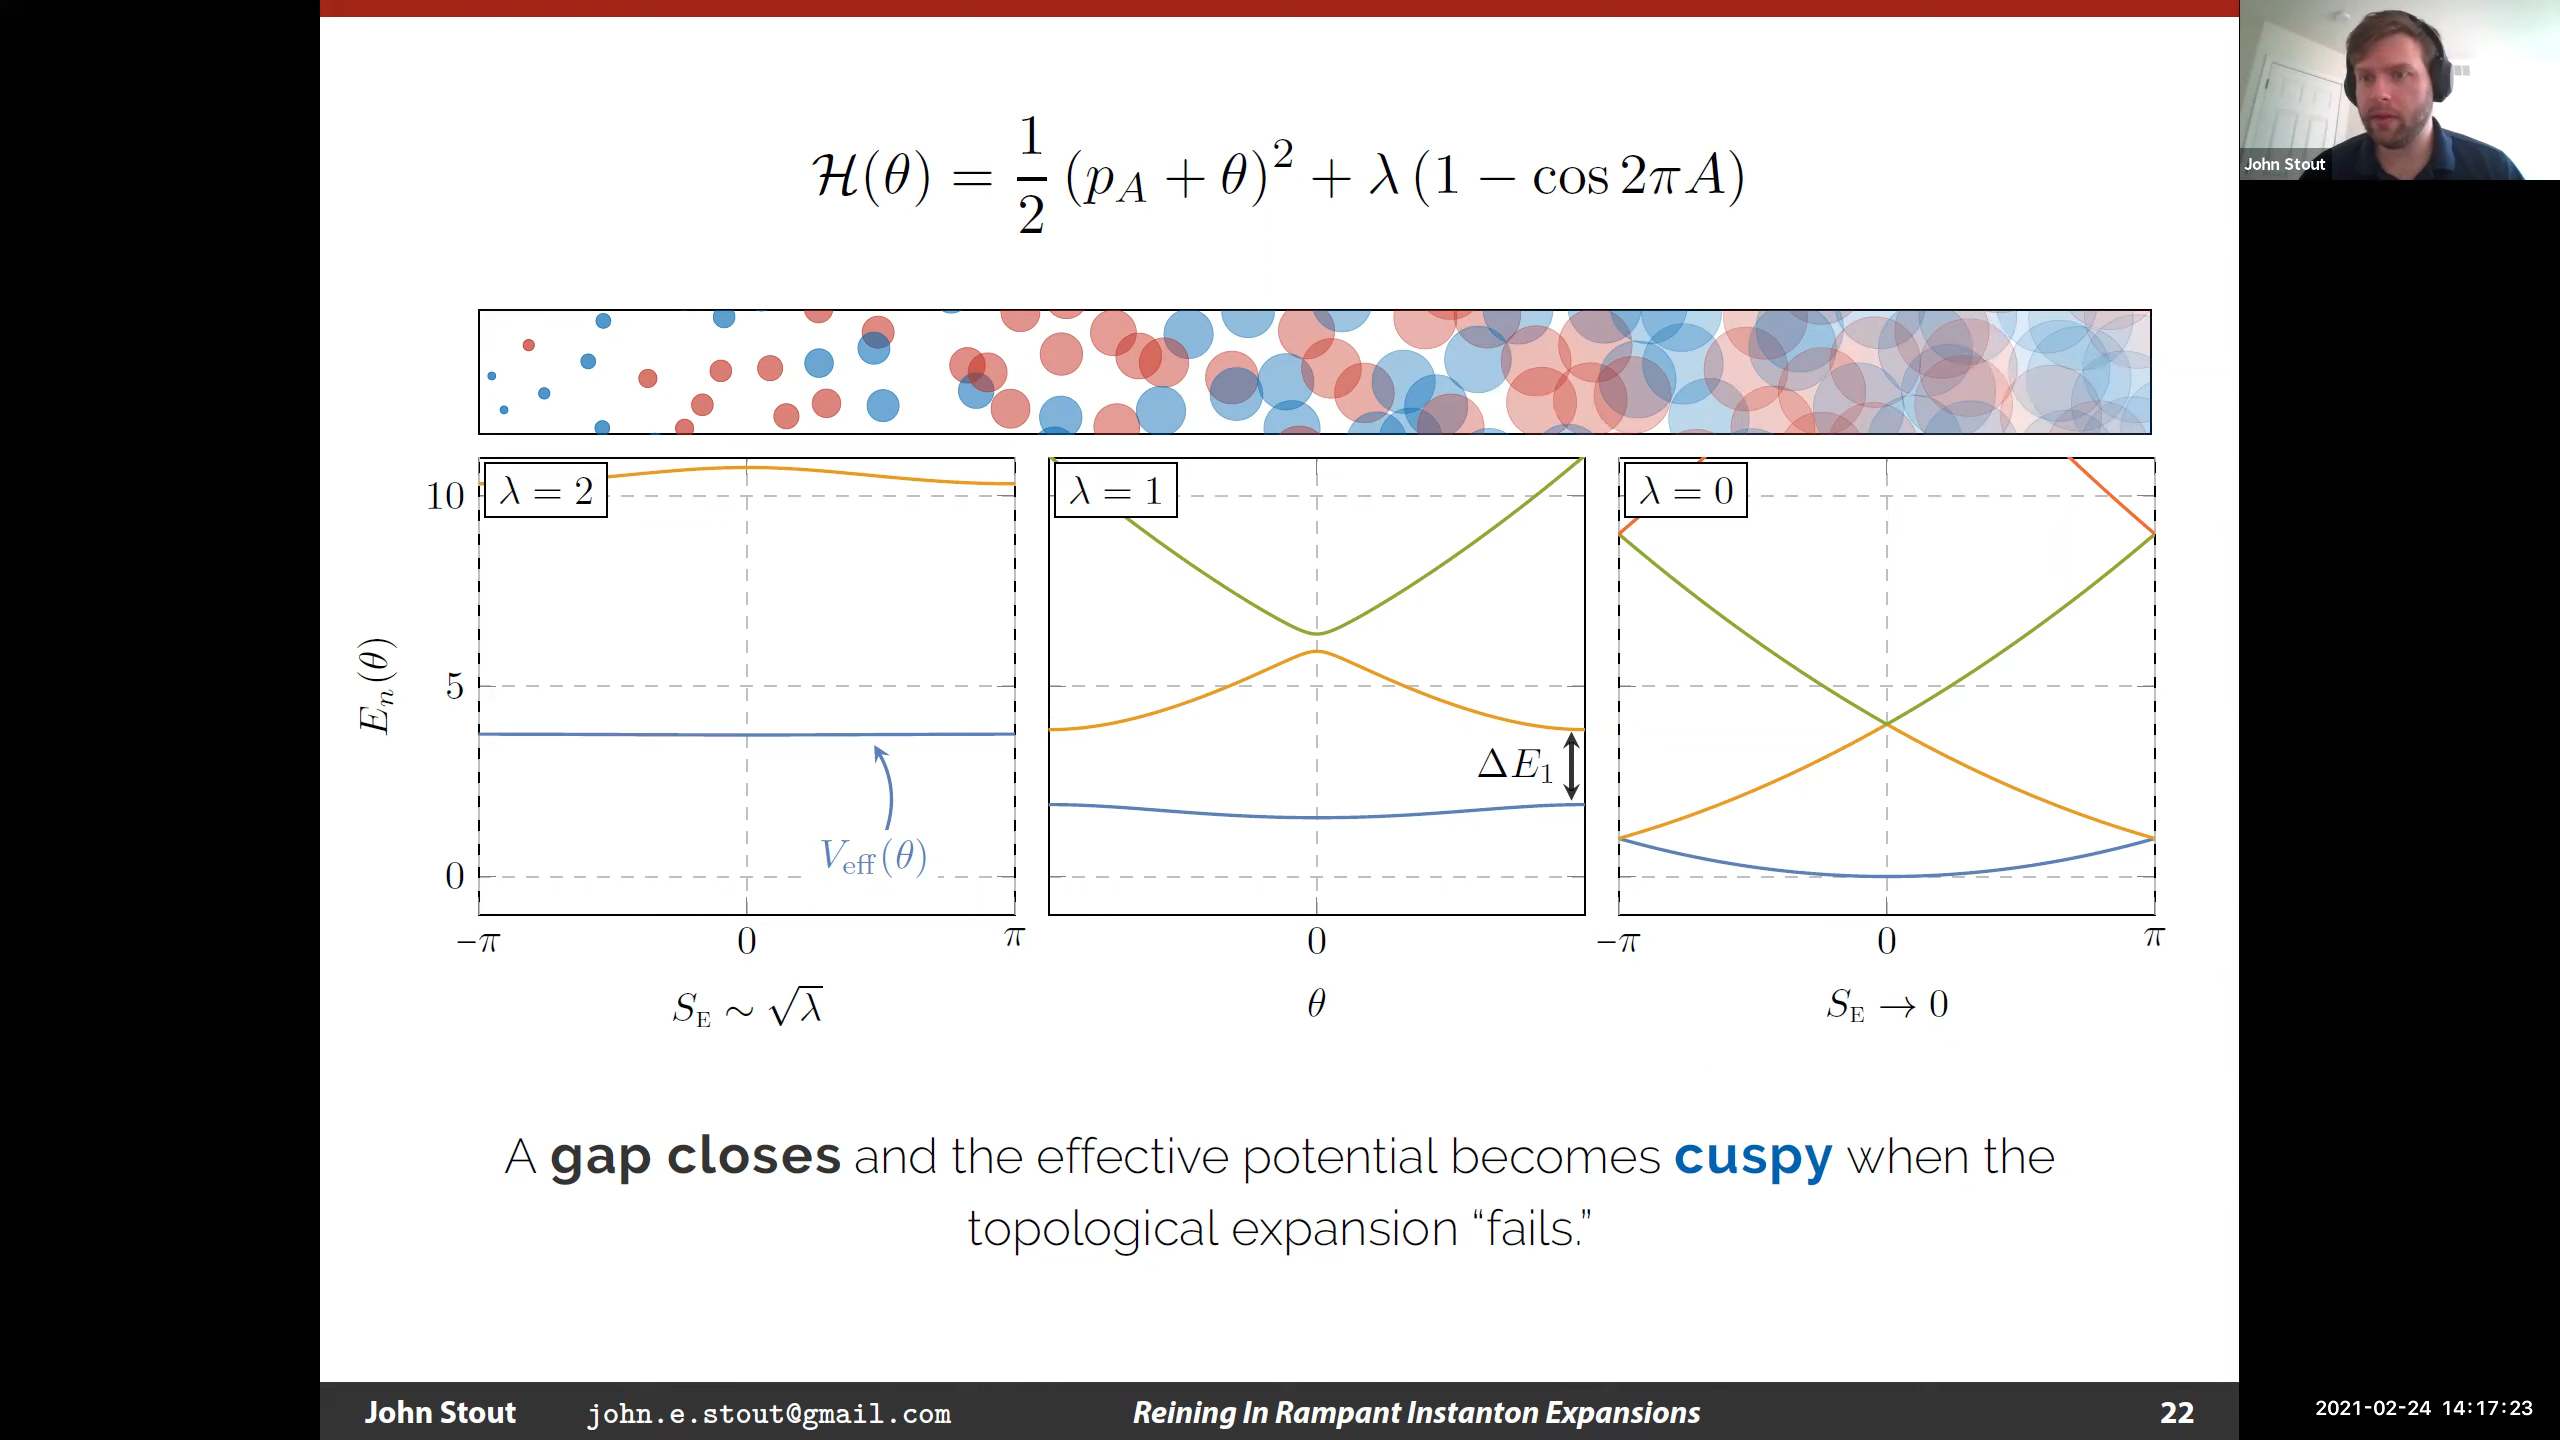 John Stout
ℋ(θ) = 1/2 (p_A + θ)² + λ (1 − cos 2πA)
λ = 2
λ = 1
λ = 0
10
5
0
E_n(θ)
ΔE₁
V_eff(θ)
−π 0 π
0
−π 0 π
S_E ∼ √λ
θ
S_E → 0
A gap closes and the effective potential becomes cuspy when the
topological expansion “fails.”
John Stout john.e.stout@gmail.com Reining In Rampant Instanton Expansions 22
2021-02-24 14:17:23